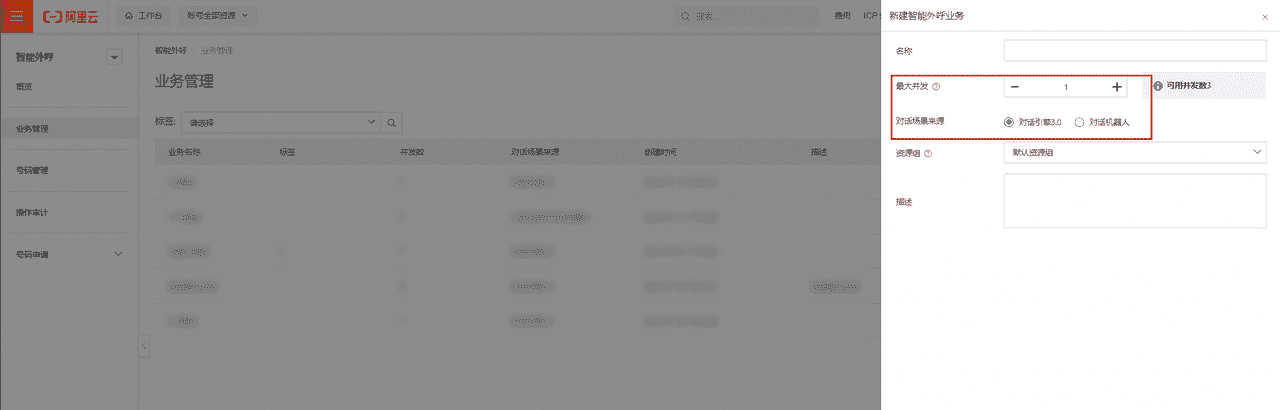 阿里云 工作台 账号全部资源 搜索 费用 ICP
新建智能外呼业务
智能外呼
概览
业务管理
号码管理
操作审计
号码申请
智能外呼 / 业务管理
业务管理
标签: 请选择
业务名称 标签 并发数 对话场景来源 创建时间 描述
名称
最大并发 1 可用并发数3
对话场景来源 对话引擎3.0 对话机器人
资源组 默认资源组
描述